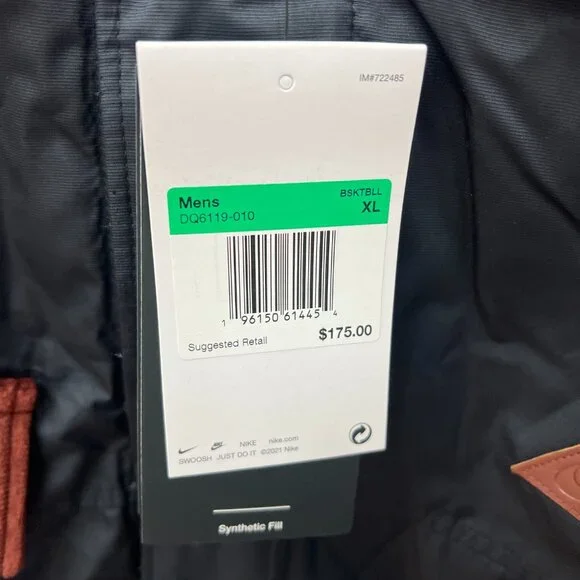 IM#722485
Mens BSKTBLL
DQ6119-010 XL
1 96150 61445 4
Suggested Retail $175.00
NIKE nike.com
SWOOSH JUST DO IT ©2021 Nike
Synthetic Fill